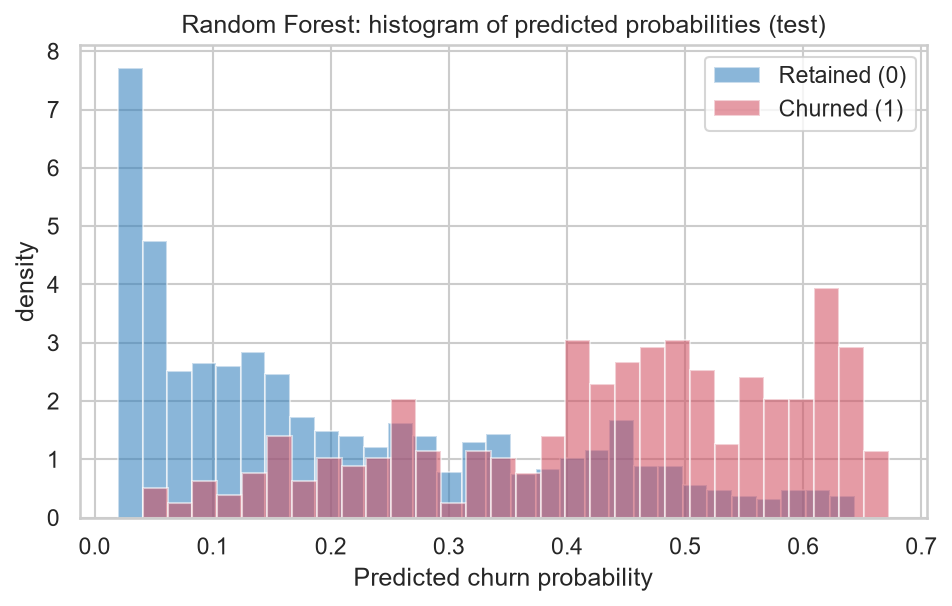 Random Forest: histogram of predicted probabilities (test)
8
7
6
5
4
3
2
1
0
density
Retained (0)
Churned (1)
0.0 0.1 0.2 0.3 0.4 0.5 0.6 0.7
Predicted churn probability